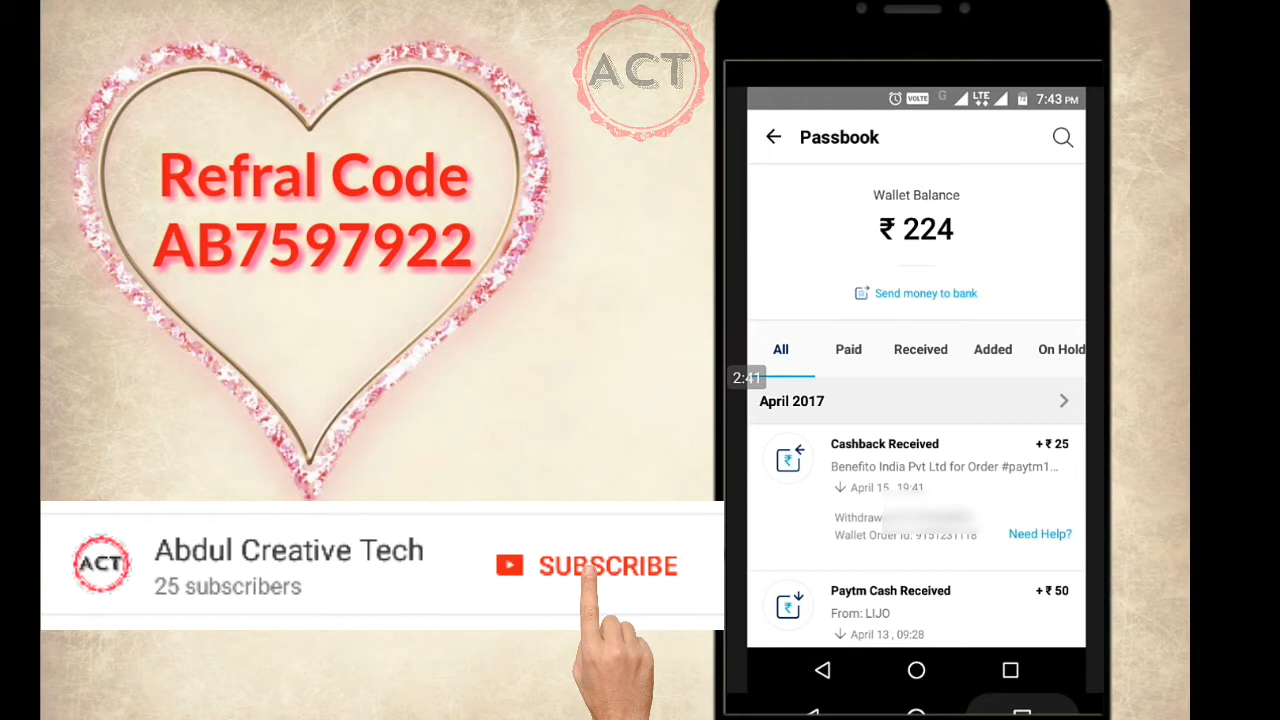 Refral Code
AB7597922
ACT
ACT
Abdul Creative Tech
25 subscribers
SUBSCRIBE
VOLTE
G
LTE
7:43 PM
Passbook
Wallet Balance
₹ 224
Send money to bank
All Paid Received Added On Hold
2:41
April 2017
Cashback Received +₹ 25
Benefito India Pvt Ltd for Order #paytm1...
April 15, 19:41
Withdraw
Wallet Order Id: 9151231118
Need Help?
Paytm Cash Received +₹ 50
From: LIJO
April 13, 09:28